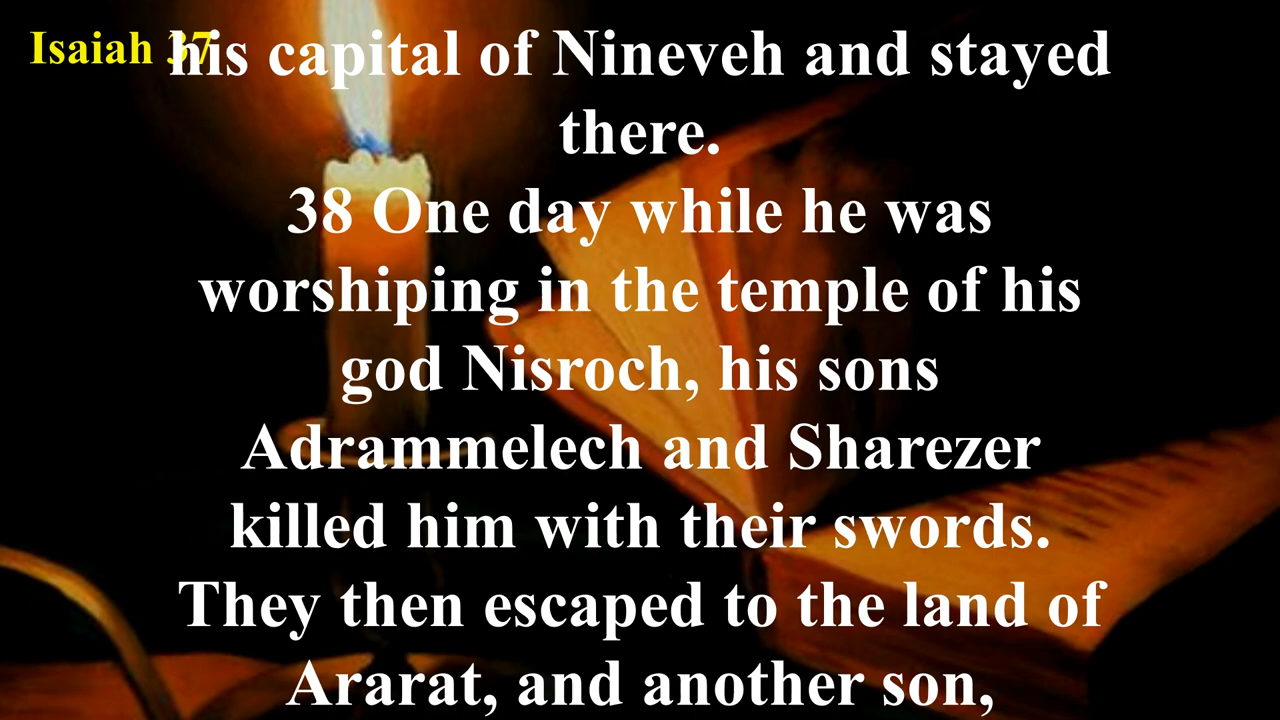 Isaiah 37
his capital of Nineveh and stayed
there.
38 One day while he was
worshiping in the temple of his
god Nisroch, his sons
Adrammelech and Sharezer
killed him with their swords.
They then escaped to the land of
Ararat, and another son,